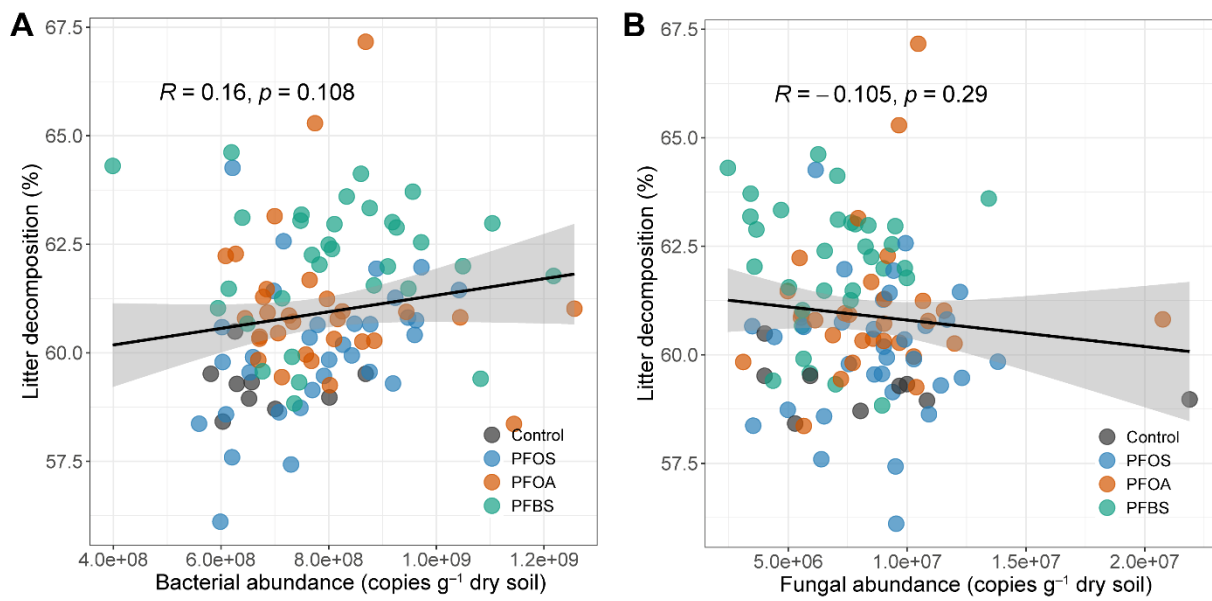 A
67.5
65.0
62.5
60.0
57.5
Litter decomposition (%)
R = 0.16, p = 0.108
Control
PFOS
PFOA
PFBS
4.0e+08
6.0e+08
8.0e+08
1.0e+09
1.2e+09
Bacterial abundance (copies g⁻¹ dry soil)
B
67.5
65.0
62.5
60.0
57.5
Litter decomposition (%)
R = − 0.105, p = 0.29
Control
PFOS
PFOA
PFBS
5.0e+06
1.0e+07
1.5e+07
2.0e+07
Fungal abundance (copies g⁻¹ dry soil)